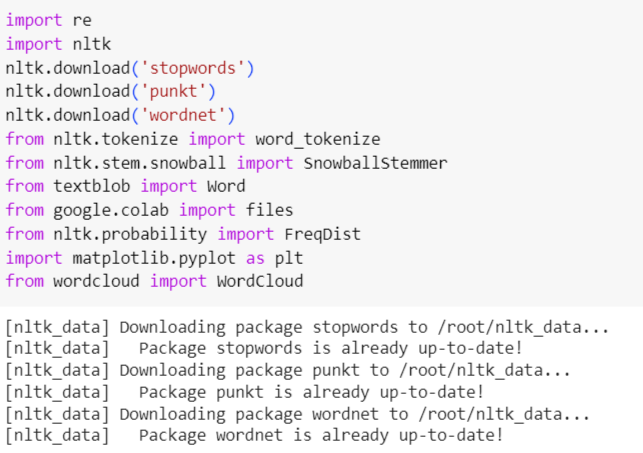 import re
import nltk
nltk.download('stopwords')
nltk.download('punkt')
nltk.download('wordnet')
from nltk.tokenize import word_tokenize
from nltk.stem.snowball import SnowballStemmer
from textblob import Word
from google.colab import files
from nltk.probability import FreqDist
import matplotlib.pyplot as plt
from wordcloud import WordCloud
[nltk_data] Downloading package stopwords to /root/nltk_data...
[nltk_data]   Package stopwords is already up-to-date!
[nltk_data] Downloading package punkt to /root/nltk_data...
[nltk_data]   Package punkt is already up-to-date!
[nltk_data] Downloading package wordnet to /root/nltk_data...
[nltk_data]   Package wordnet is already up-to-date!